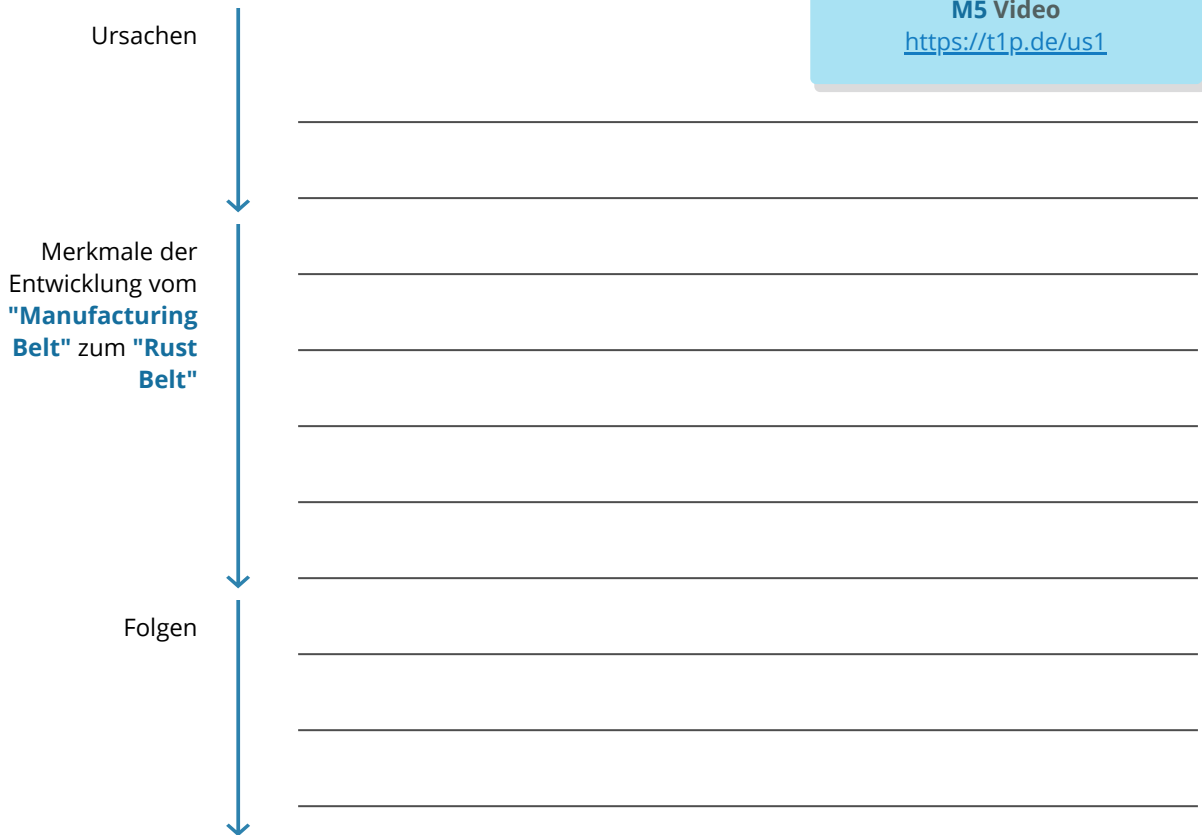 M5 Video
https://t1p.de/us1
Ursachen
Merkmale der
Entwicklung vom
"Manufacturing
Belt" zum "Rust
Belt"
Folgen